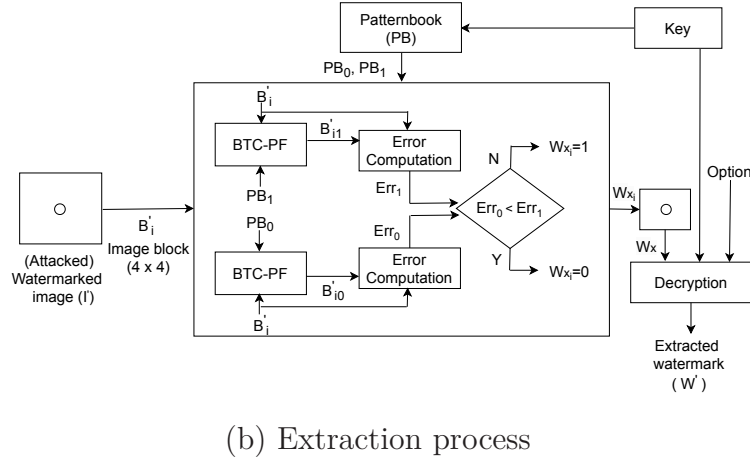 Patternbook
(PB)
Key
PB₀, PB₁
B'ᵢ
BTC-PF
B'ᵢ₁
Error
Computation
N
Wxᵢ=1
PB₁
Err₁
Option
B'ᵢ
Image block
(4 x 4)
(Attacked)
Watermarked
image (I')
PB₀
Err₀
Err₀ < Err₁
Wxᵢ
Wx
BTC-PF
B'ᵢ₀
Error
Computation
Y
Wxᵢ=0
B'ᵢ
Decryption
Extracted
watermark
( W' )
(b) Extraction process